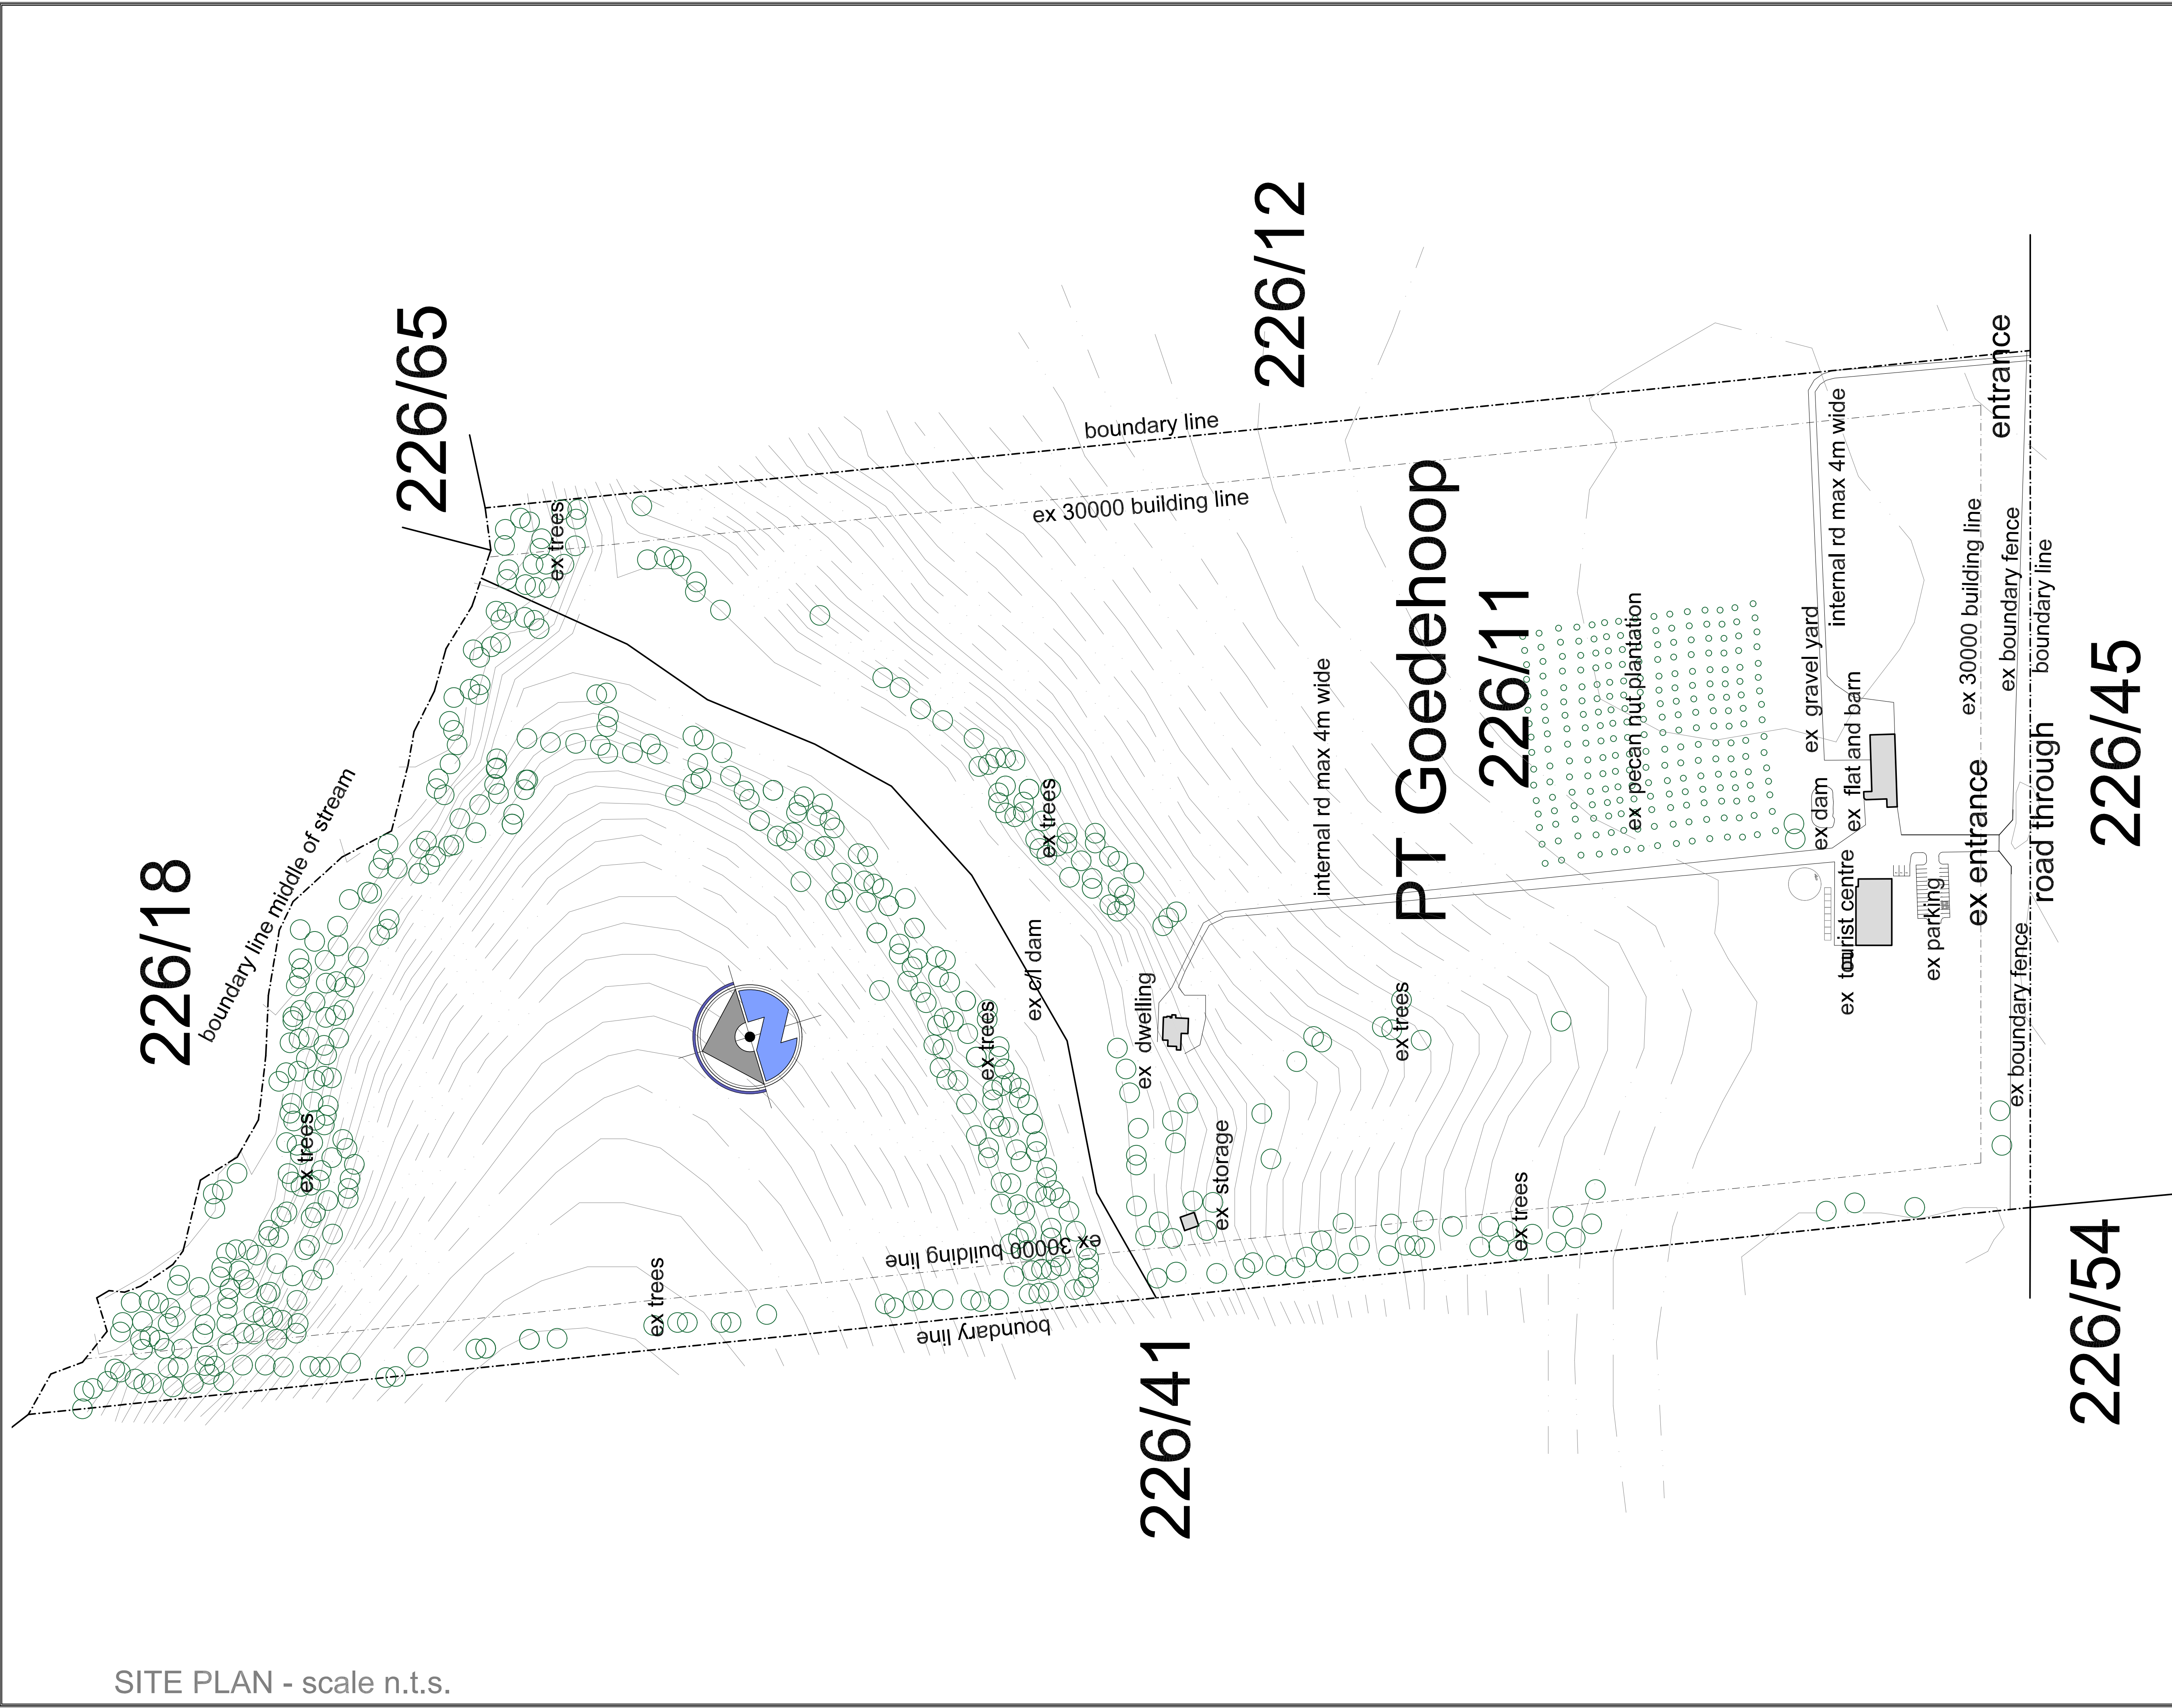 226/18
boundary line middle of stream
ex trees
226/65
ex trees
ex trees
ex 30000 building line
boundary line
ex trees
ex c/l dam
ex trees
boundary line
ex 30000 building line
226/12
226/41
ex dwelling
ex storage
internal rd max 4m wide
ex trees
ex trees
PT Goedehoop
226/11
ex pecan nut plantation
ex gravel yard
internal rd max 4m wide
ex dam
ex flat and barn
ex tourist centre
ex parking
ex entrance
ex 30000 building line
entrance
ex boundary fence
ex boundary fence
boundary line
road through
226/45
226/54
SITE PLAN - scale n.t.s.